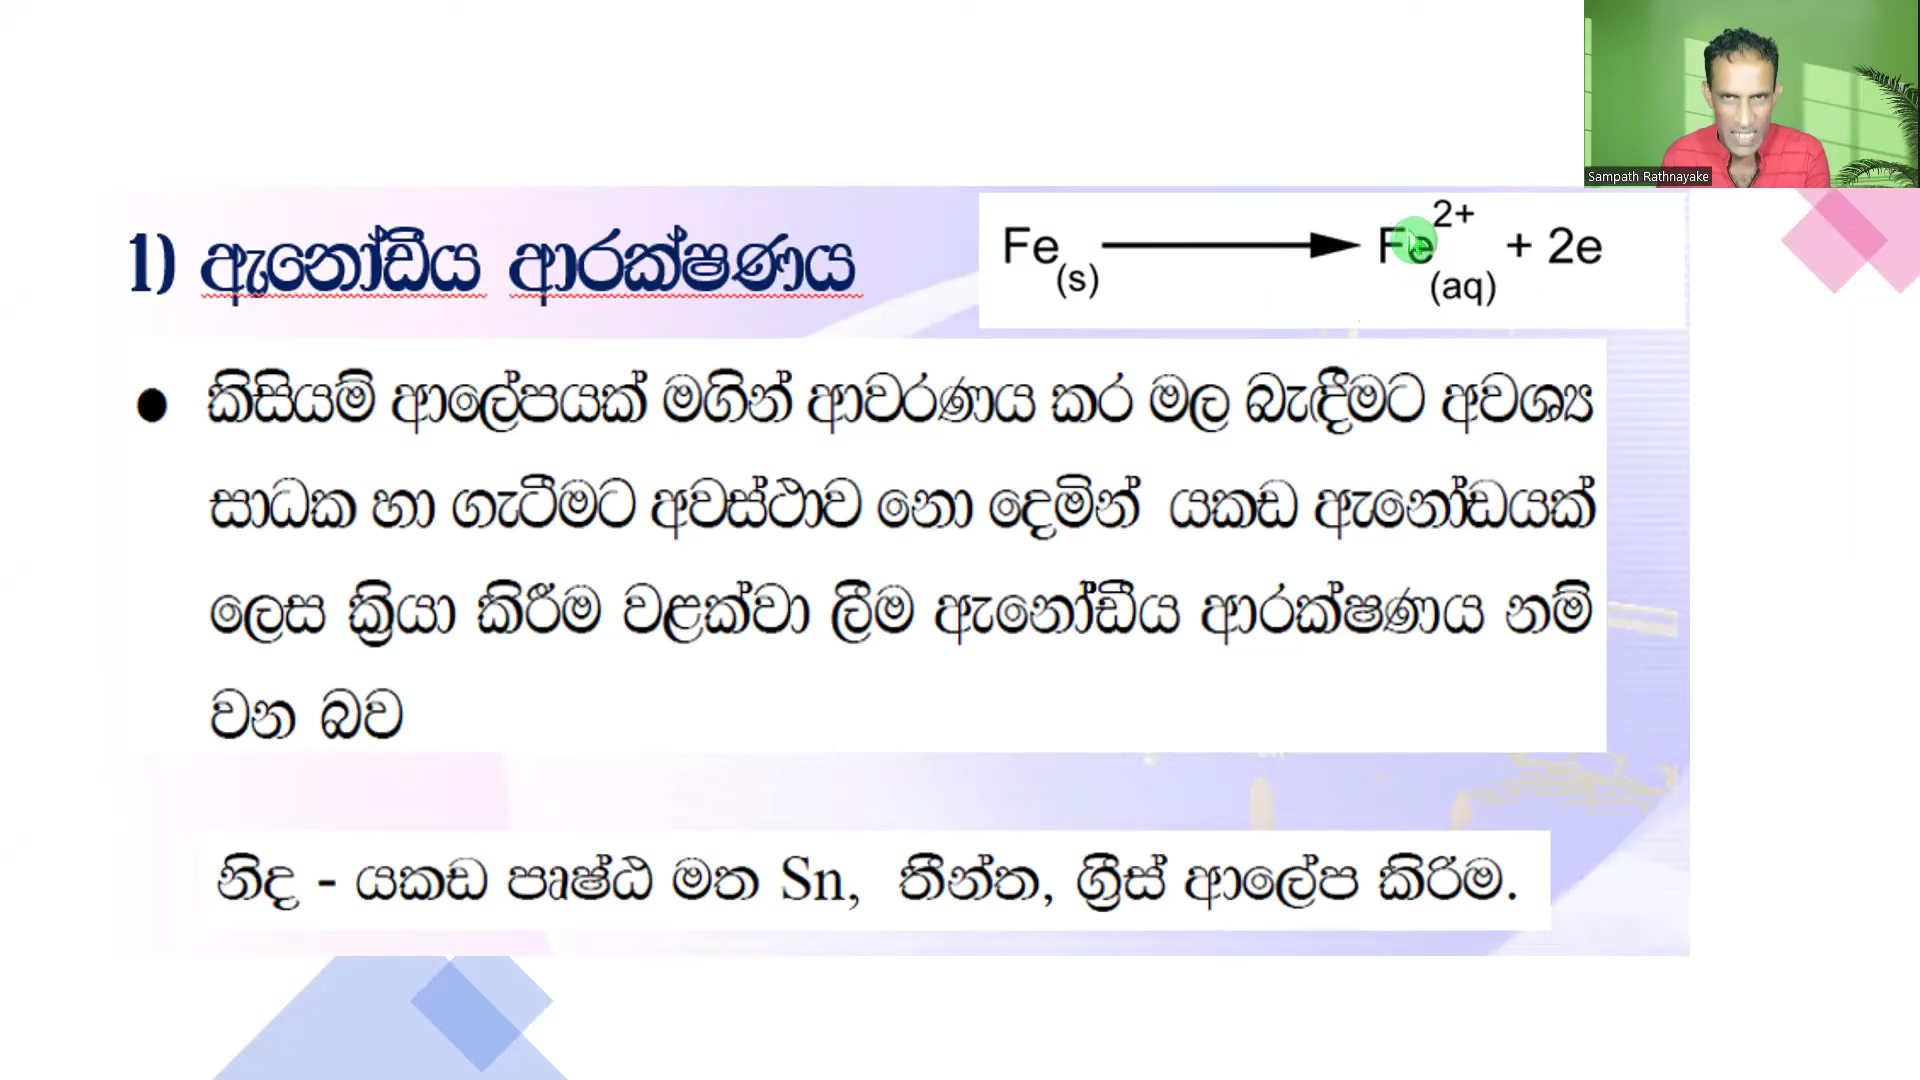 Sampath Rathnayake
1) ඇනෝඩීය ආරක්ෂණය
Fe(s) ⟶ Fe2+(aq) + 2e
● කිසියම් ආලේපයක් මගින් ආවරණය කර මල බැඳීමට අවශ්‍ය
සාධක හා ගැටීමට අවස්ථාව නො දෙමින් යකඩ ඇනෝඩයක්
ලෙස ක්‍රියා කිරීම වළක්වා ලීම ඇනෝඩීය ආරක්ෂණය නම්
වන බව
නිද - යකඩ පෘෂ්ඨ මත Sn, තීන්ත, ග්‍රීස් ආලේප කිරිම.